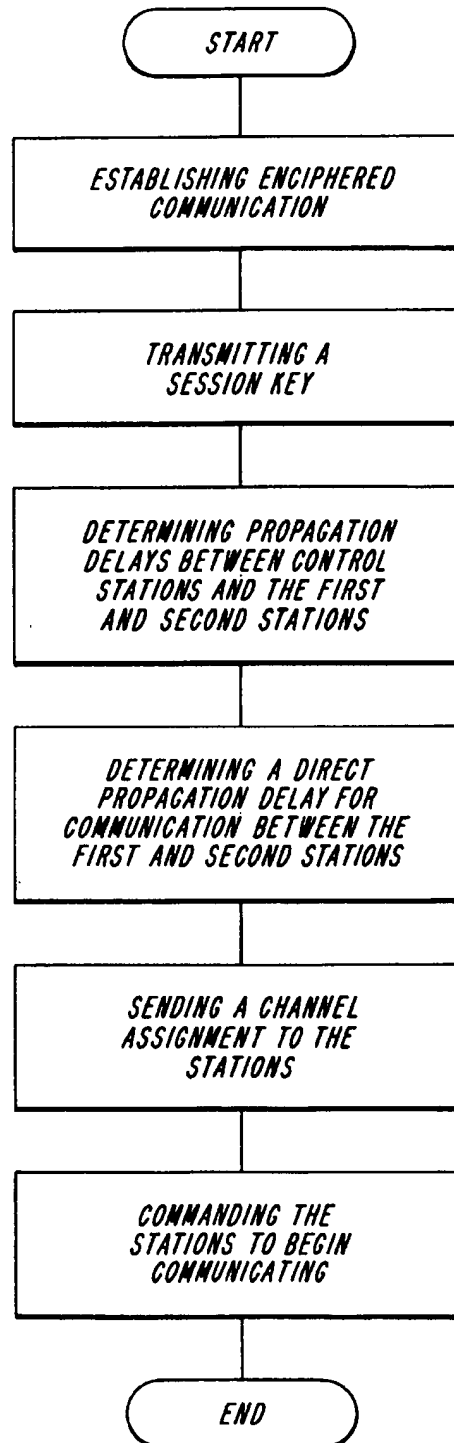 START
ESTABLISHING ENCIPHERED
COMMUNICATION
TRANSMITTING A
SESSION KEY
DETERMINING PROPAGATION
DELAYS BETWEEN CONTROL
STATIONS AND THE FIRST
AND SECOND STATIONS
DETERMINING A DIRECT
PROPAGATION DELAY FOR
COMMUNICATION BETWEEN THE
FIRST AND SECOND STATIONS
SENDING A CHANNEL
ASSIGNMENT TO THE
STATIONS
COMMANDING THE
STATIONS TO BEGIN
COMMUNICATING
END